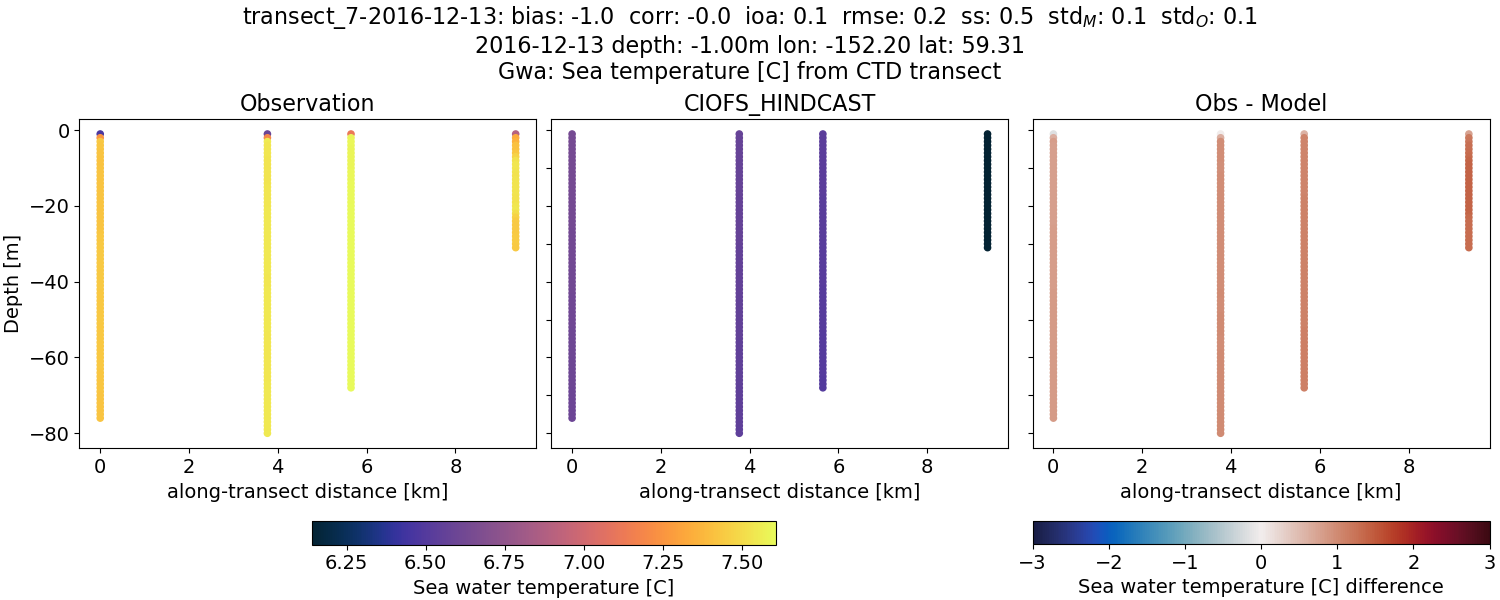 transect_7-2016-12-13: bias: -1.0  corr: -0.0  ioa: 0.1  rmse: 0.2  ss: 0.5  std_M: 0.1  std_O: 0.1
2016-12-13 depth: -1.00m lon: -152.20 lat: 59.31
Gwa: Sea temperature [C] from CTD transect
Observation
CIOFS_HINDCAST
Obs - Model
Depth [m]
0
−20
−40
−60
−80
0 2 4 6 8
0 2 4 6 8
0 2 4 6 8
along-transect distance [km]
along-transect distance [km]
along-transect distance [km]
6.25 6.50 6.75 7.00 7.25 7.50
Sea water temperature [C]
−3 −2 −1 0 1 2 3
Sea water temperature [C] difference